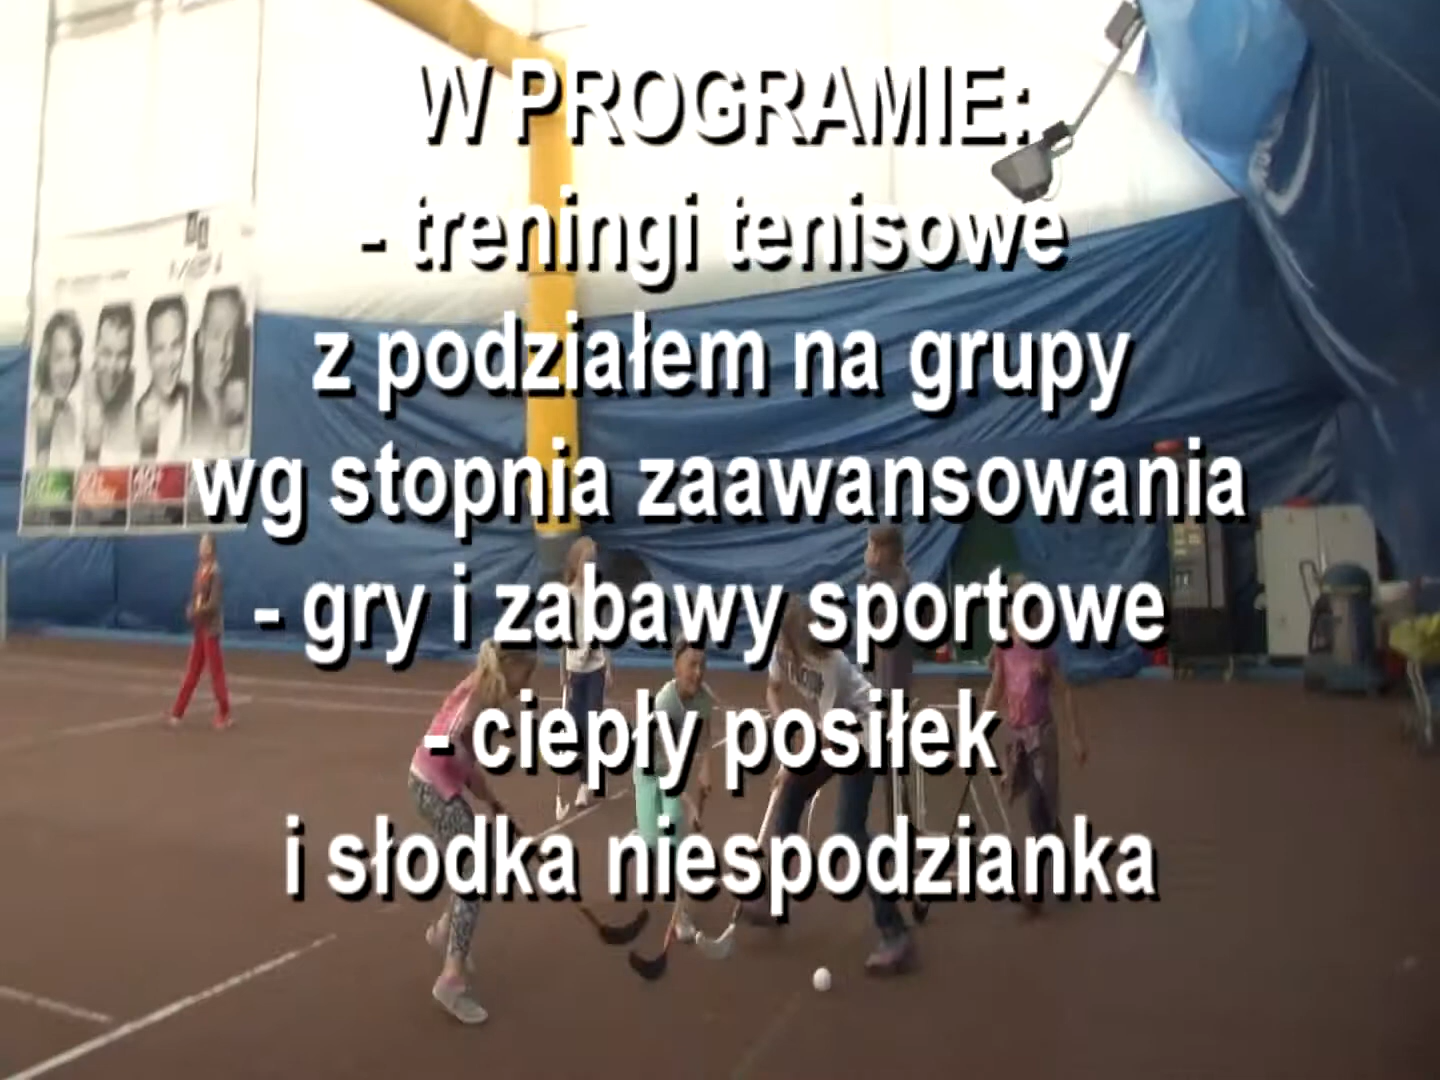 W PROGRAMIE:
- treningi tenisowe
z podziałem na grupy
wg stopnia zaawansowania
- gry i zabawy sportowe
- ciepły posiłek
i słodka niespodzianka